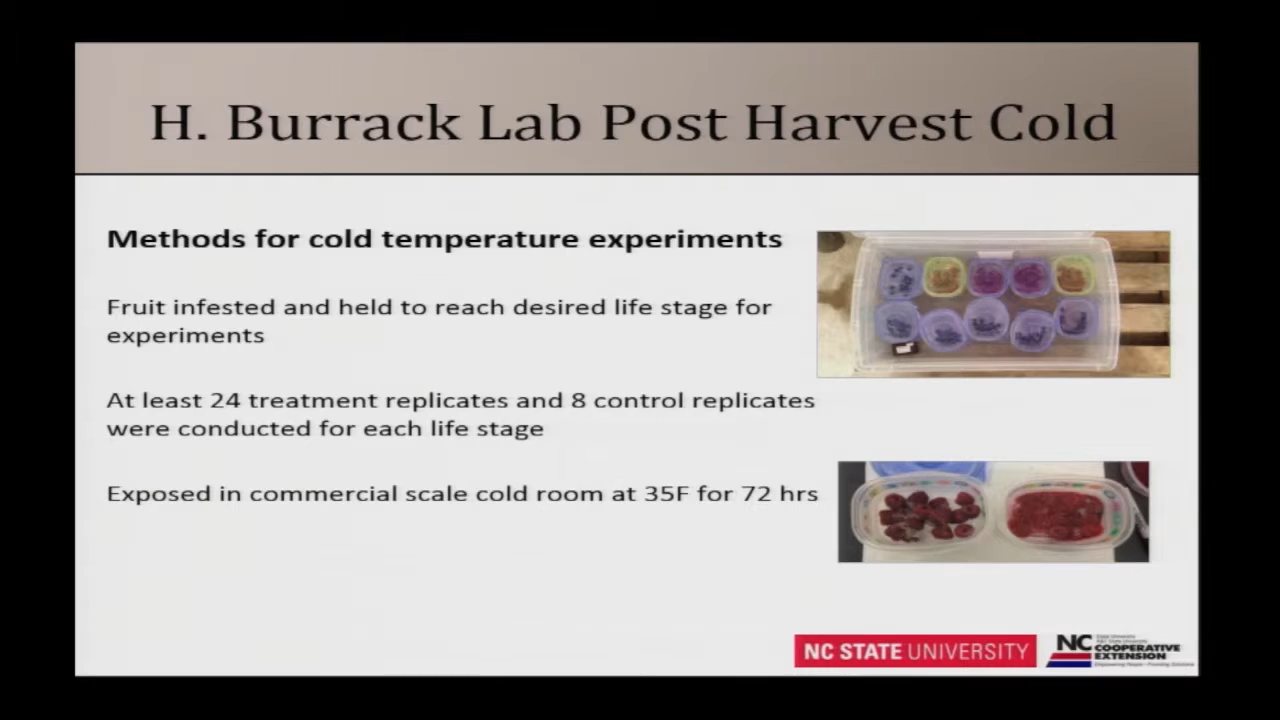 H. Burrack Lab Post Harvest Cold
Methods for cold temperature experiments
Fruit infested and held to reach desired life stage for
experiments
At least 24 treatment replicates and 8 control replicates
were conducted for each life stage
Exposed in commercial scale cold room at 35F for 72 hrs
NC STATE UNIVERSITY
NC
COOPERATIVE
EXTENSION